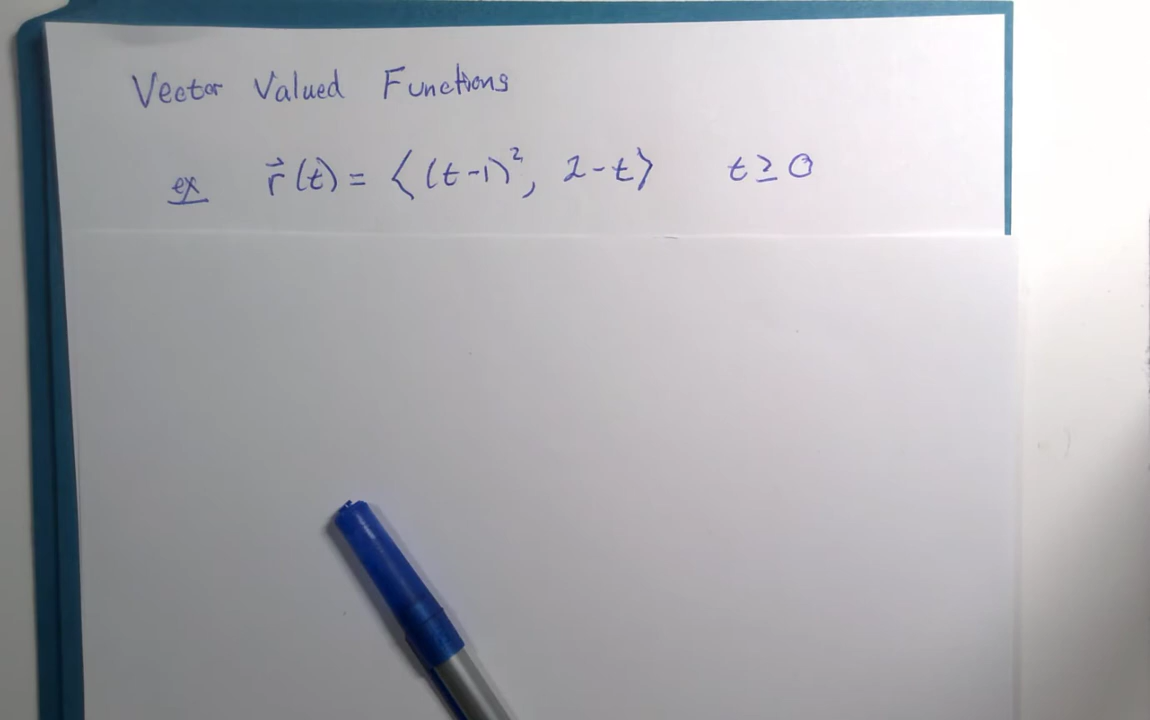 Vector Valued Functions
ex r⃗(t) = ⟨(t-1)², 2-t⟩ t ≥ 0